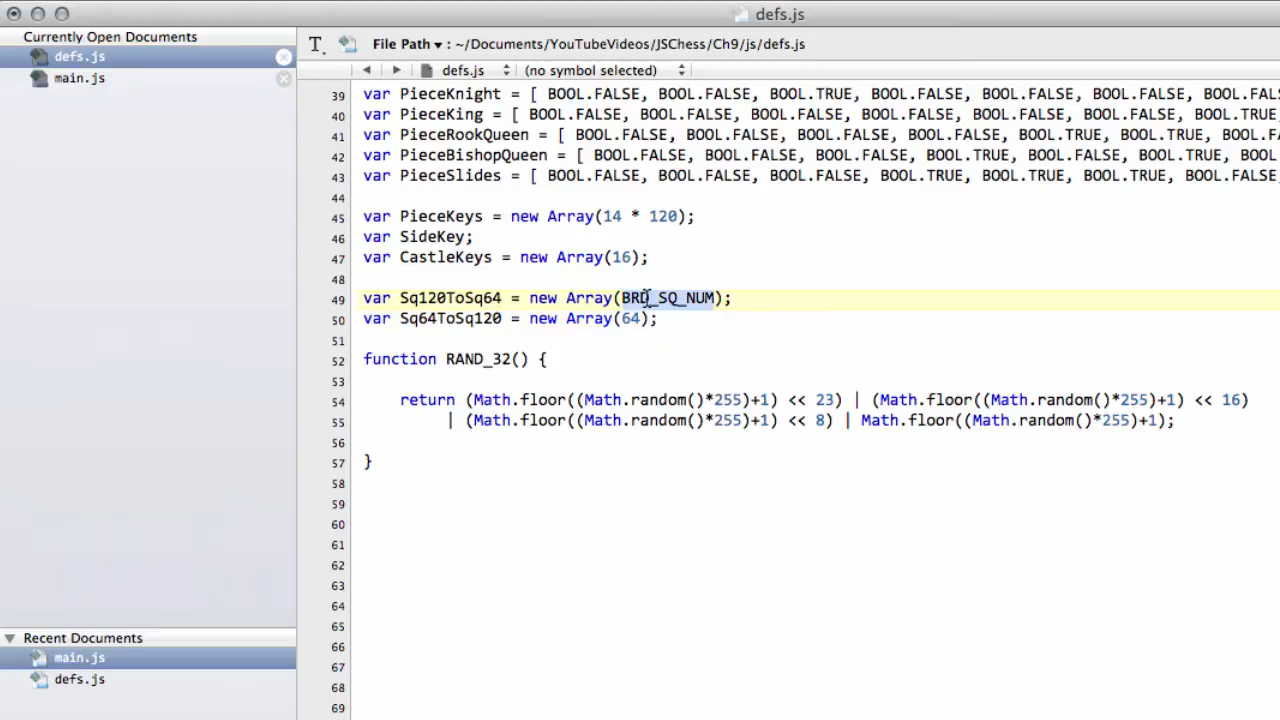 defs.js
Currently Open Documents
defs.js
main.js
File Path ▾ : ~/Documents/YouTubeVideos/JSChess/Ch9/js/defs.js
defs.js (no symbol selected)
39 var PieceKnight = [ BOOL.FALSE, BOOL.FALSE, BOOL.TRUE, BOOL.FALSE, BOOL.FALSE, BOOL.FALSE, BOOL.FALS
40 var PieceKing = [ BOOL.FALSE, BOOL.FALSE, BOOL.FALSE, BOOL.FALSE, BOOL.FALSE, BOOL.FALSE, BOOL.TRUE
41 var PieceRookQueen = [ BOOL.FALSE, BOOL.FALSE, BOOL.FALSE, BOOL.FALSE, BOOL.TRUE, BOOL.TRUE, BOOL.FA
42 var PieceBishopQueen = [ BOOL.FALSE, BOOL.FALSE, BOOL.FALSE, BOOL.TRUE, BOOL.FALSE, BOOL.TRUE, BOOL.
43 var PieceSlides = [ BOOL.FALSE, BOOL.FALSE, BOOL.FALSE, BOOL.TRUE, BOOL.TRUE, BOOL.TRUE, BOOL.FALSE,
44
45 var PieceKeys = new Array(14 * 120);
46 var SideKey;
47 var CastleKeys = new Array(16);
48
49 var Sq120ToSq64 = new Array(BRD_SQ_NUM);
50 var Sq64ToSq120 = new Array(64);
51
52 function RAND_32() {
53
54 return (Math.floor((Math.random()*255)+1) << 23) | (Math.floor((Math.random()*255)+1) << 16)
55 | (Math.floor((Math.random()*255)+1) << 8) | Math.floor((Math.random()*255)+1);
56
57 }
58
59
60
61
62
63
64
65
66
67
68
69
Recent Documents
main.js
defs.js